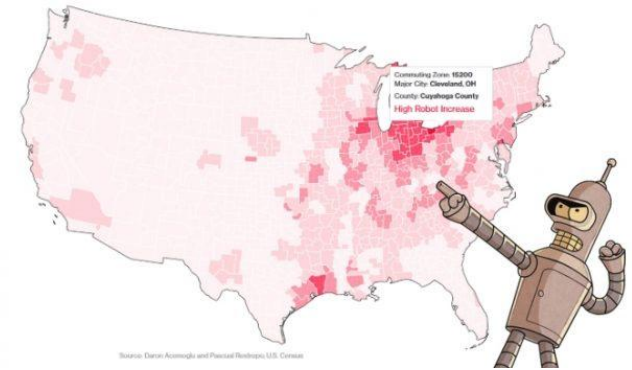 Commuting Zone: 15200
Major City: Cleveland, OH
County: Cuyahoga County
High Robot Increase
Source: Daron Acemoglu and Pascual Restrepo, U.S. Census